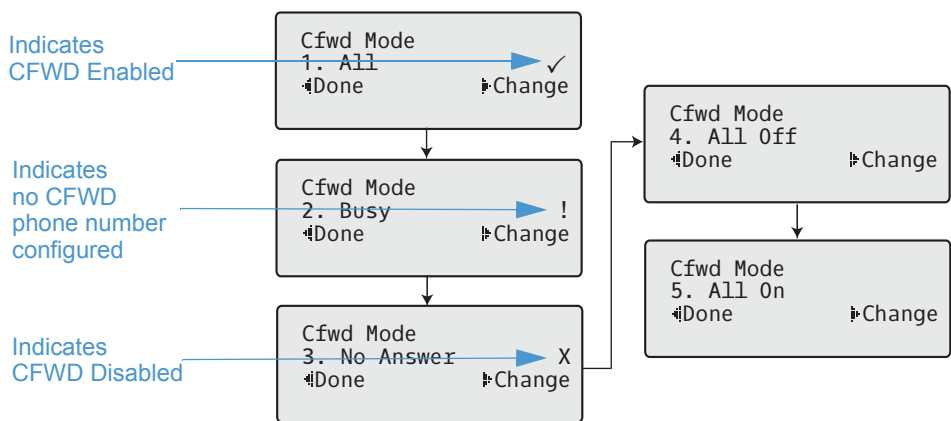 Indicates
CFWD Enabled
Cfwd Mode
1. All ✓
Done Change
Indicates
no CFWD
phone number
configured
Cfwd Mode
2. Busy !
Done Change
Indicates
CFWD Disabled
Cfwd Mode
3. No Answer X
Done Change
Cfwd Mode
4. All Off
Done Change
Cfwd Mode
5. All On
Done Change